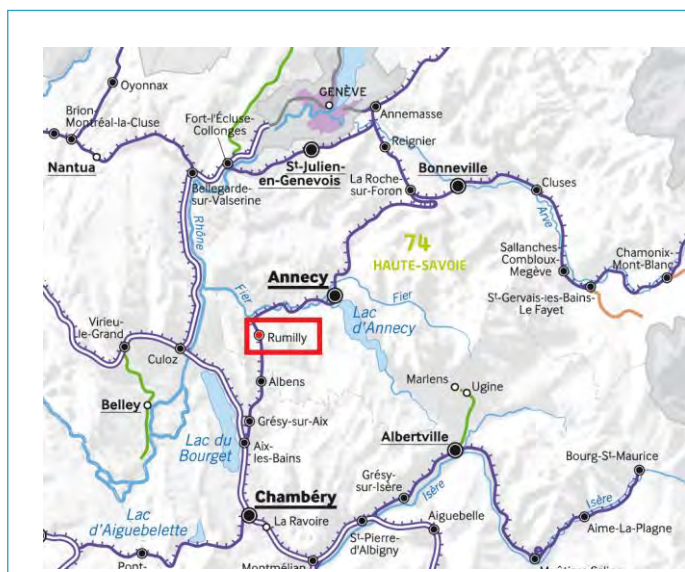 Oyonnax
Brion-
Montréal-la-Cluse
Nantua
Fort-l'Écluse-
Collonges
GENÈVE
Annemasse
St-Julien-
en-Genevois
Reignier
Bonneville
La Roche-
sur-Foron
Cluses
Bellegarde-
sur-Valserine
Rhône
Arve
74
HAUTE-SAVOIE
Sallanches-
Combloux-
Megève
Chamonix-
Mont-Blanc
St-Gervais-les-Bains-
Le Fayet
Annecy
Fier
Fier
Lac
d'Annecy
Virieu-
le-Grand
Culoz
Rumilly
Albens
Belley
Marlens
Ugine
Grésy-sur-Aix
Lac du
Bourget
Aix-
les-Bains
Albertville
Bourg-St-Maurice
Grésy-
sur-Isère
Isère
Isère
Chambéry
Lac
d'Aiguebelette
La Ravoire
Aiguebelle
Aime-La-Plagne
St-Pierre-
d'Albigny
Pont-
Montmélian